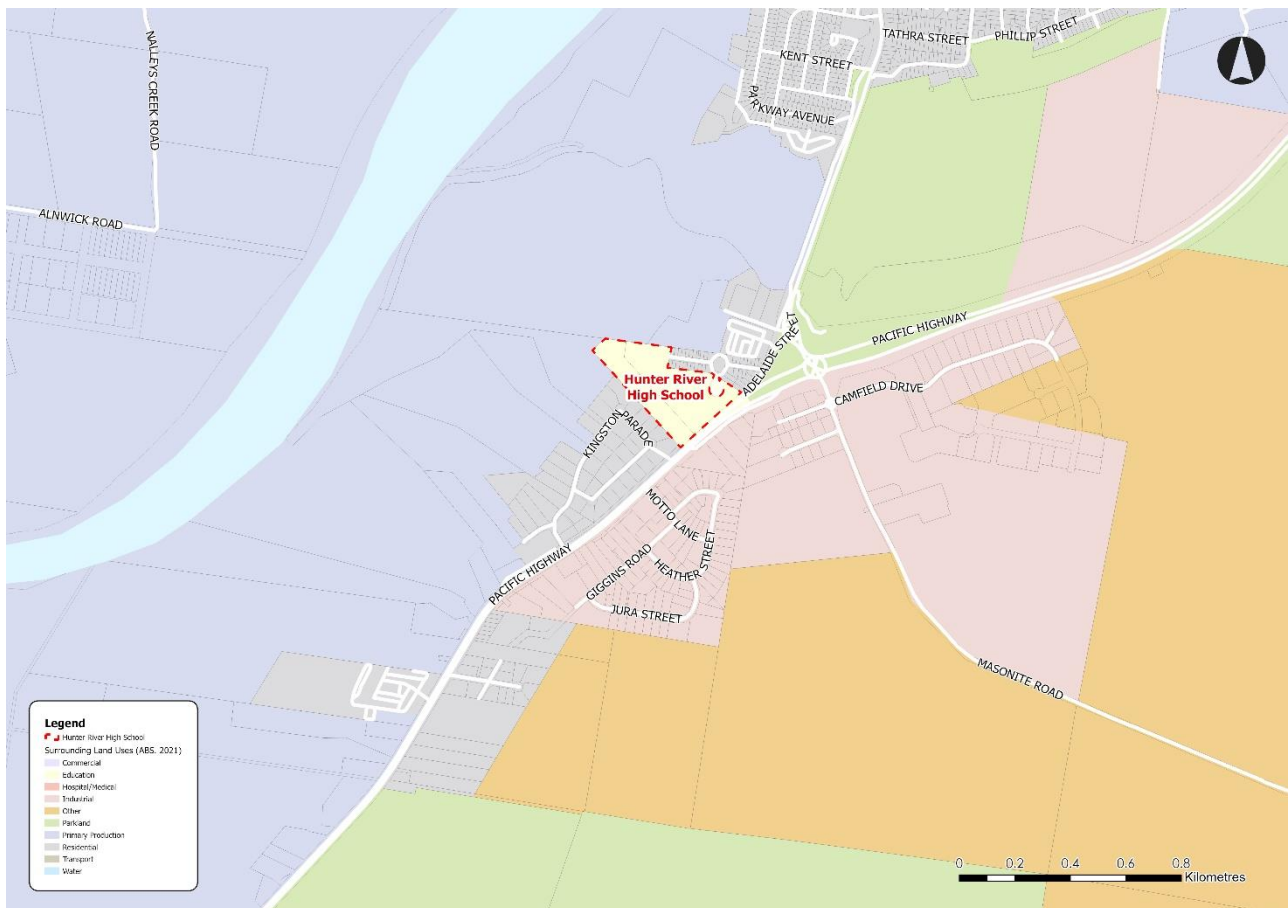 TATHRA STREET
PHILLIP STREET
KENT STREET
PARKWAY AVENUE
NALLEYS CREEK ROAD
ALNWICK ROAD
PACIFIC HIGHWAY
ADELAIDE STREET
Hunter River
High School
CAMFIELD DRIVE
KINGSTON
PARADE
MOTTO LANE
PACIFIC HIGHWAY
GIGGINS ROAD
HEATHER STREET
JURA STREET
MASONITE ROAD
Legend
Hunter River High School
Surrounding Land Uses (ABS. 2021)
Commercial
Education
Hospital/Medical
Industrial
Other
Parkland
Primary Production
Residential
Transport
Water
0 0.2 0.4 0.6 0.8
Kilometres